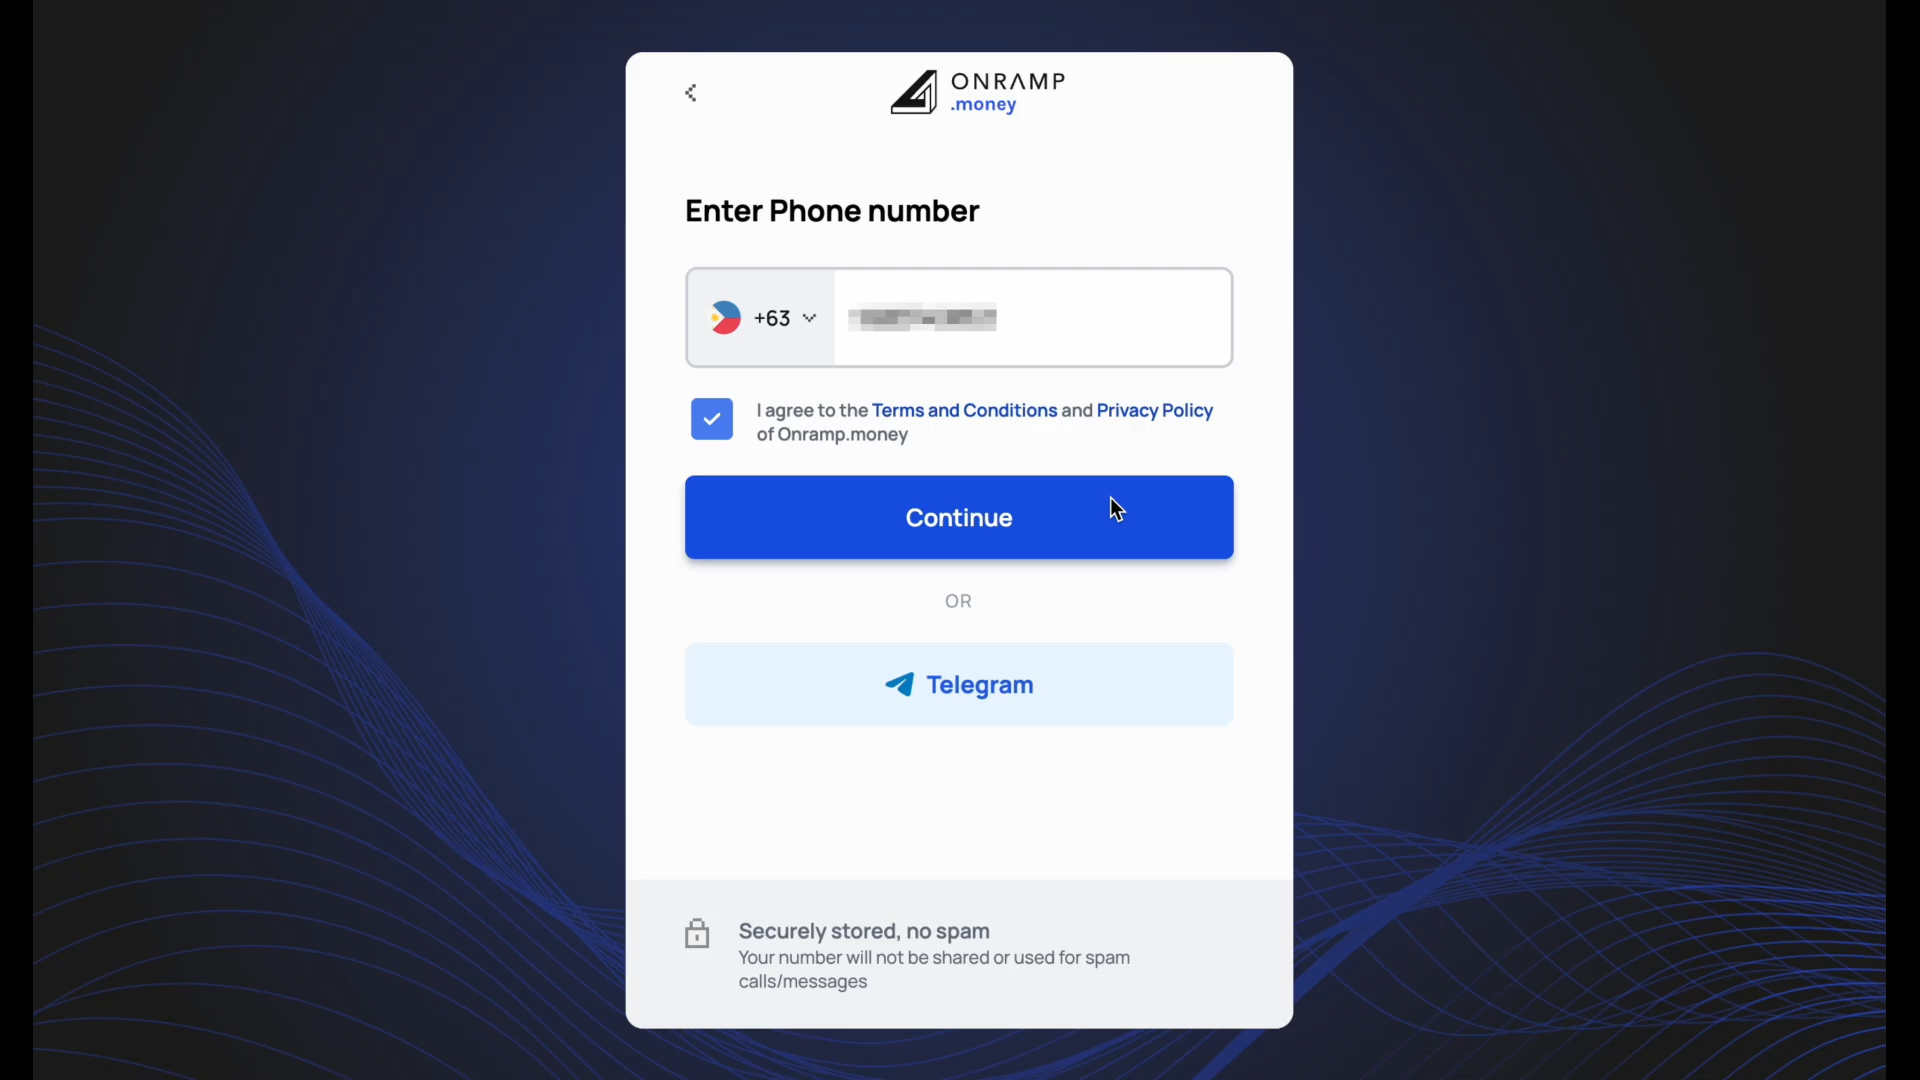 ONRAMP
.money
Enter Phone number
+63
I agree to the Terms and Conditions and Privacy Policy
of Onramp.money
Continue
OR
Telegram
Securely stored, no spam
Your number will not be shared or used for spam
calls/messages